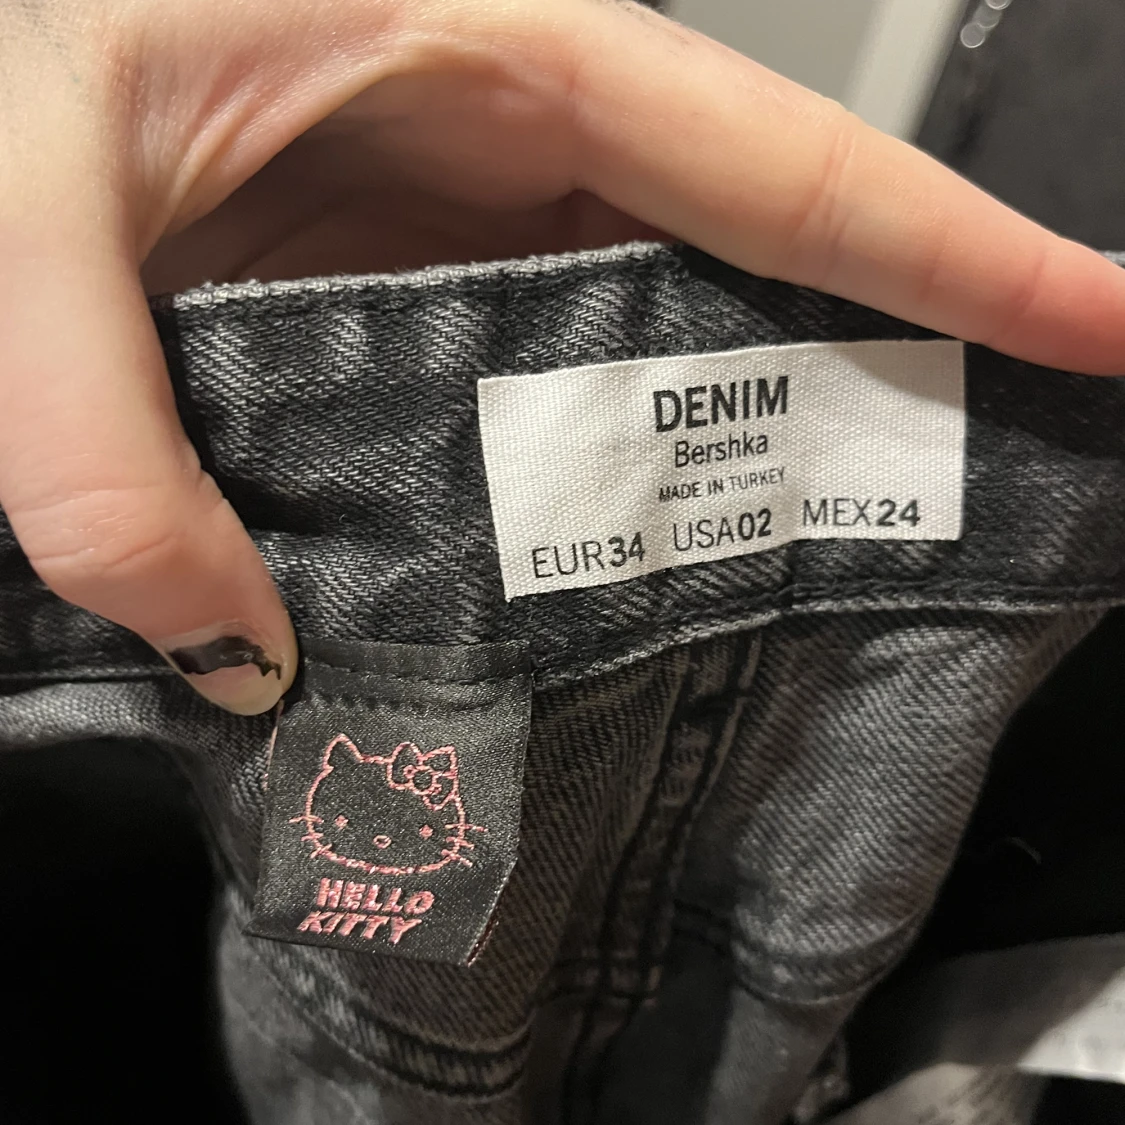 DENIM
Bershka
MADE IN TURKEY
EUR34 USA02 MEX24
HELLO
KITTY